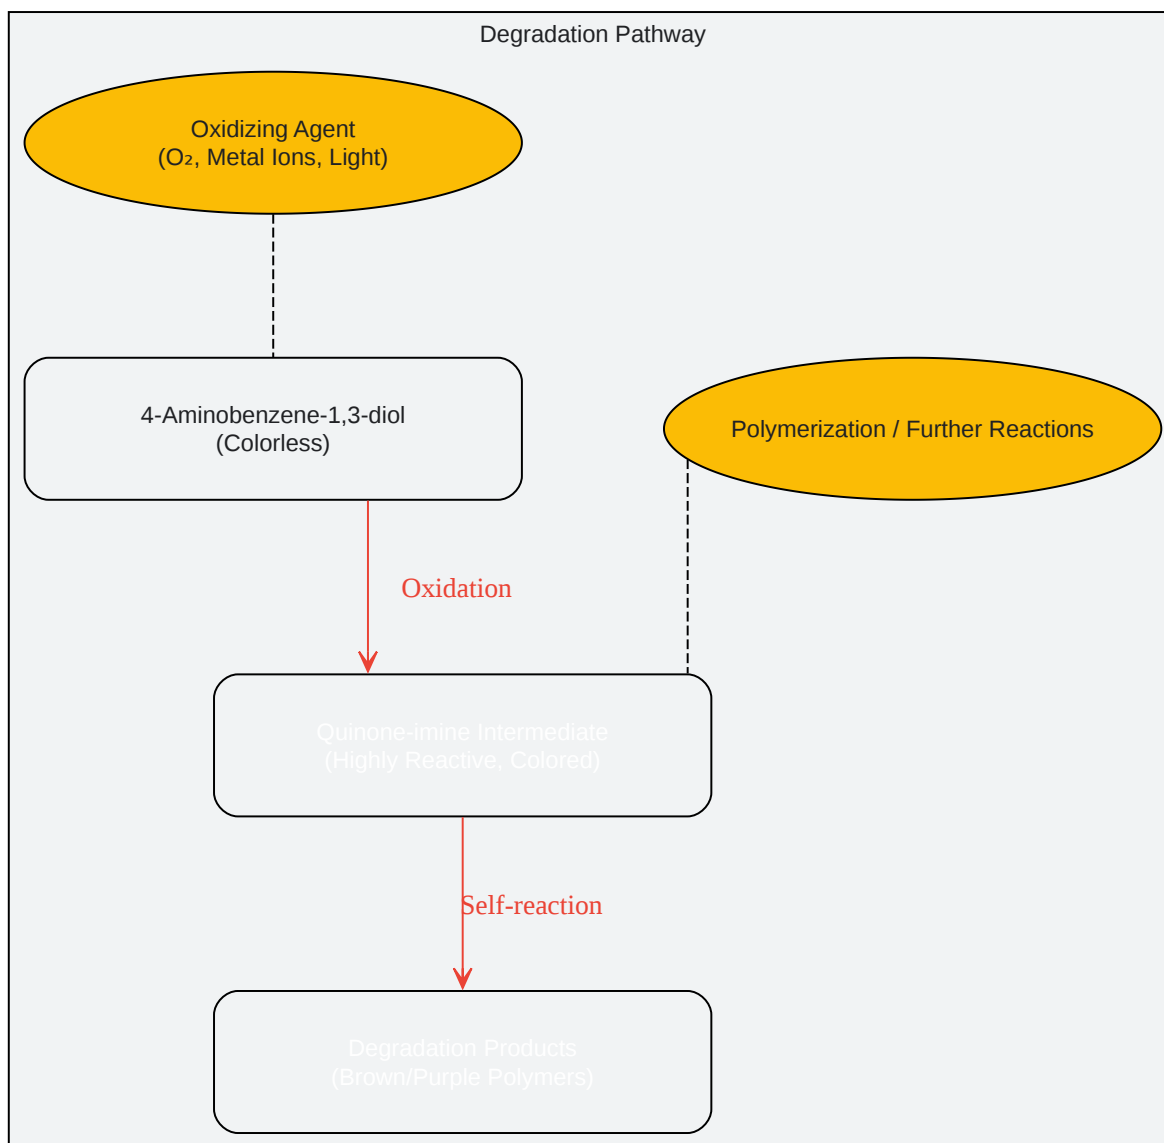 Degradation Pathway
Oxidizing Agent
(O₂, Metal Ions, Light)
4-Aminobenzene-1,3-diol
(Colorless)
Polymerization / Further Reactions
Oxidation
Quinone-imine Intermediate
(Highly Reactive, Colored)
Self-reaction
Degradation Products
(Brown/Purple Polymers)